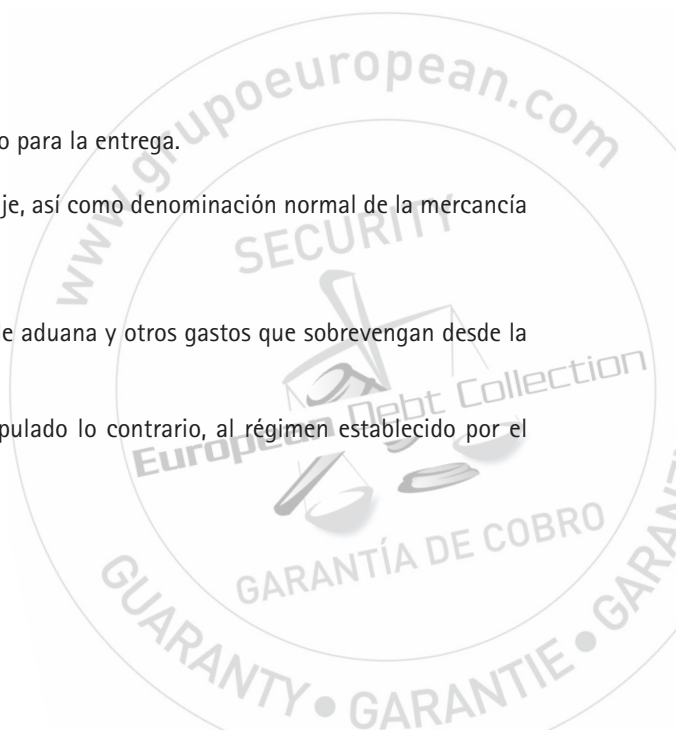 www.grupoeuropean.com
o para la entrega.
je, así como denominación normal de la mercancía
SECURITY
e aduana y otros gastos que sobrevengan desde la
European Debt Collection
pulado lo contrario, al régimen establecido por el
GARANTÍA DE COBRO
GUARANTY • GARANTIE • GARANT